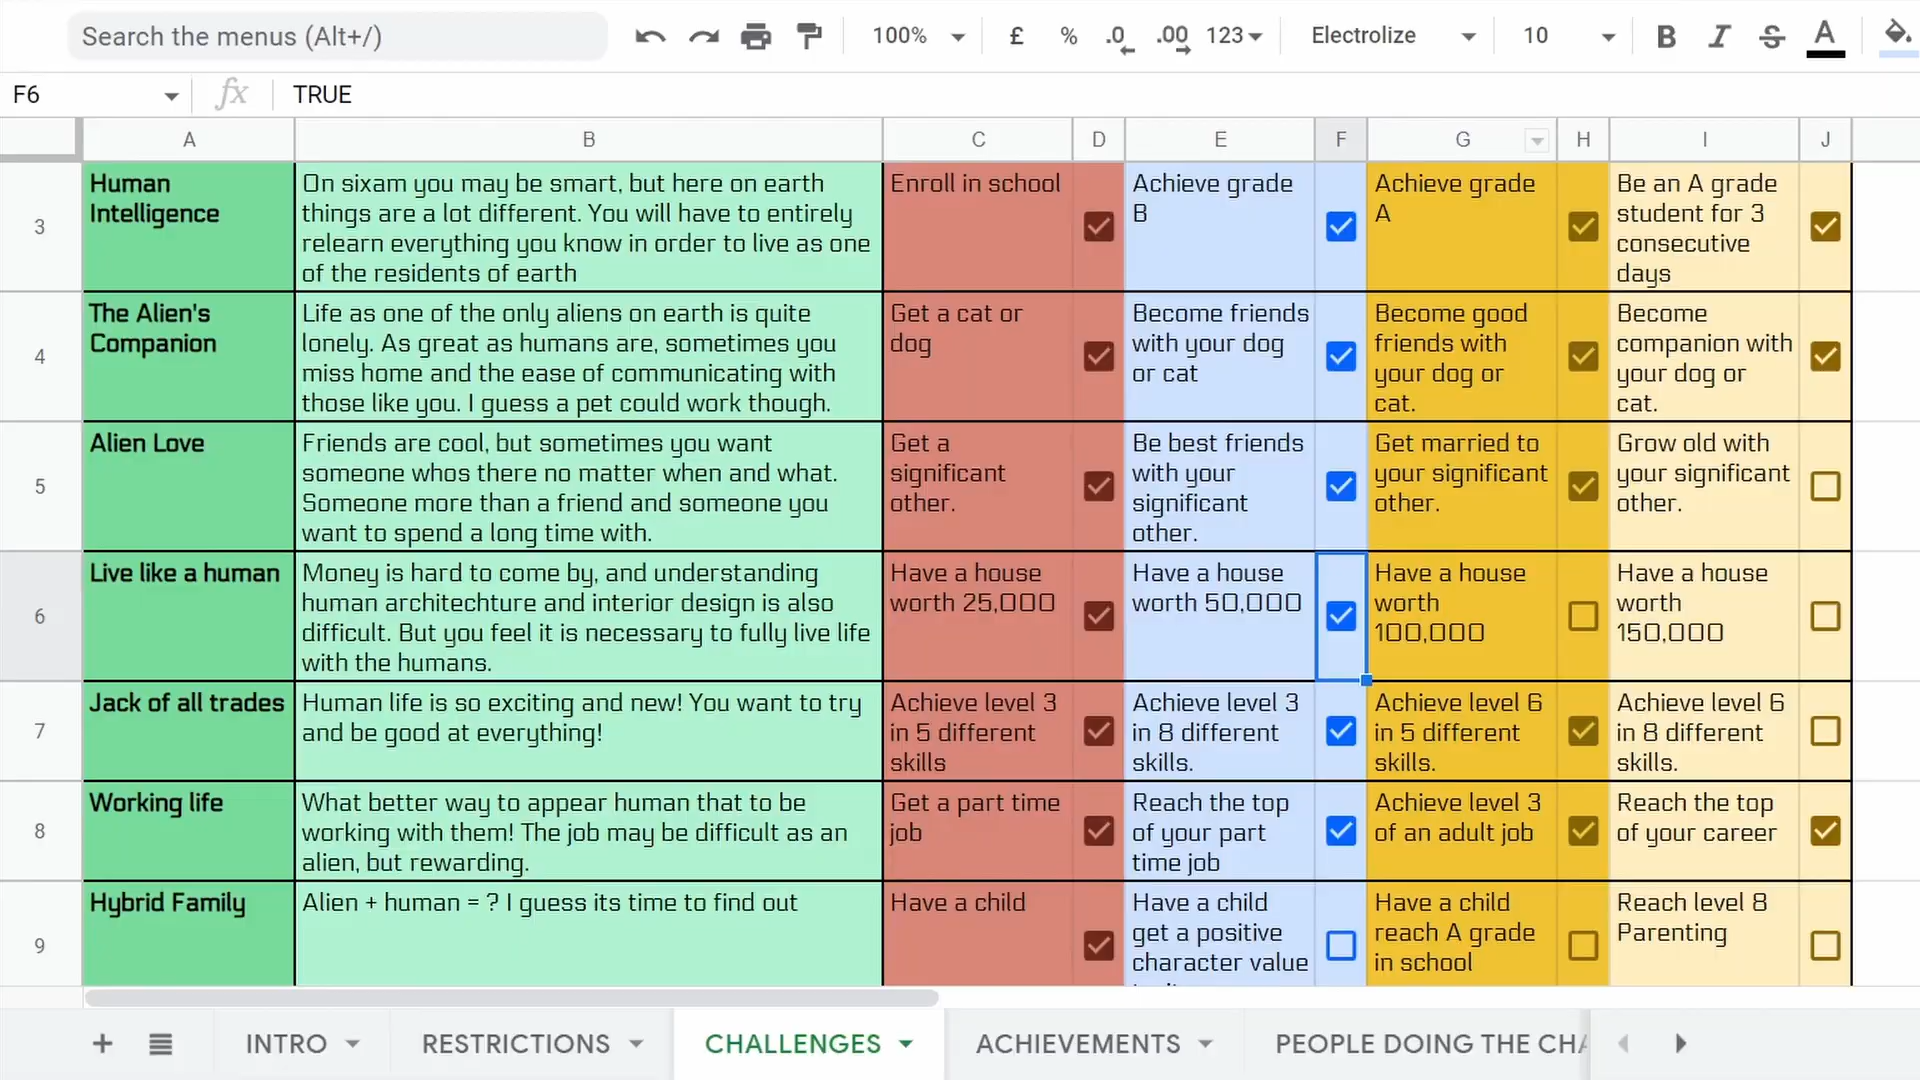 Search the menus (Alt+/)
100%
£
%
.0
.00
123
Electrolize
10
B
I
S
A
F6
fx
TRUE
A
B
C
D
E
F
G
H
I
J
3
Human
Intelligence
On sixam you may be smart, but here on earth
things are a lot different. You will have to entirely
relearn everything you know in order to live as one
of the residents of earth
Enroll in school
Achieve grade
B
Achieve grade
A
Be an A grade
student for 3
consecutive
days
4
The Alien's
Companion
Life as one of the only aliens on earth is quite
lonely. As great as humans are, sometimes you
miss home and the ease of communicating with
those like you. I guess a pet could work though.
Get a cat or
dog
Become friends
with your dog
or cat
Become good
friends with
your dog or
cat.
Become
companion with
your dog or
cat.
5
Alien Love
Friends are cool, but sometimes you want
someone whos there no matter when and what.
Someone more than a friend and someone you
want to spend a long time with.
Get a
significant
other.
Be best friends
with your
significant
other.
Get married to
your significant
other.
Grow old with
your significant
other.
6
Live like a human
Money is hard to come by, and understanding
human architechture and interior design is also
difficult. But you feel it is necessary to fully live life
with the humans.
Have a house
worth 25,000
Have a house
worth 50,000
Have a house
worth
100,000
Have a house
worth
150,000
7
Jack of all trades
Human life is so exciting and new! You want to try
and be good at everything!
Achieve level 3
in 5 different
skills
Achieve level 3
in 8 different
skills.
Achieve level 6
in 5 different
skills.
Achieve level 6
in 8 different
skills.
8
Working life
What better way to appear human that to be
working with them! The job may be difficult as an
alien, but rewarding.
Get a part time
job
Reach the top
of your part
time job
Achieve level 3
of an adult job
Reach the top
of your career
9
Hybrid Family
Alien + human = ? I guess its time to find out
Have a child
Have a child
get a positive
character value
Have a child
reach A grade
in school
Reach level 8
Parenting
INTRO
RESTRICTIONS
CHALLENGES
ACHIEVEMENTS
PEOPLE DOING THE CHA